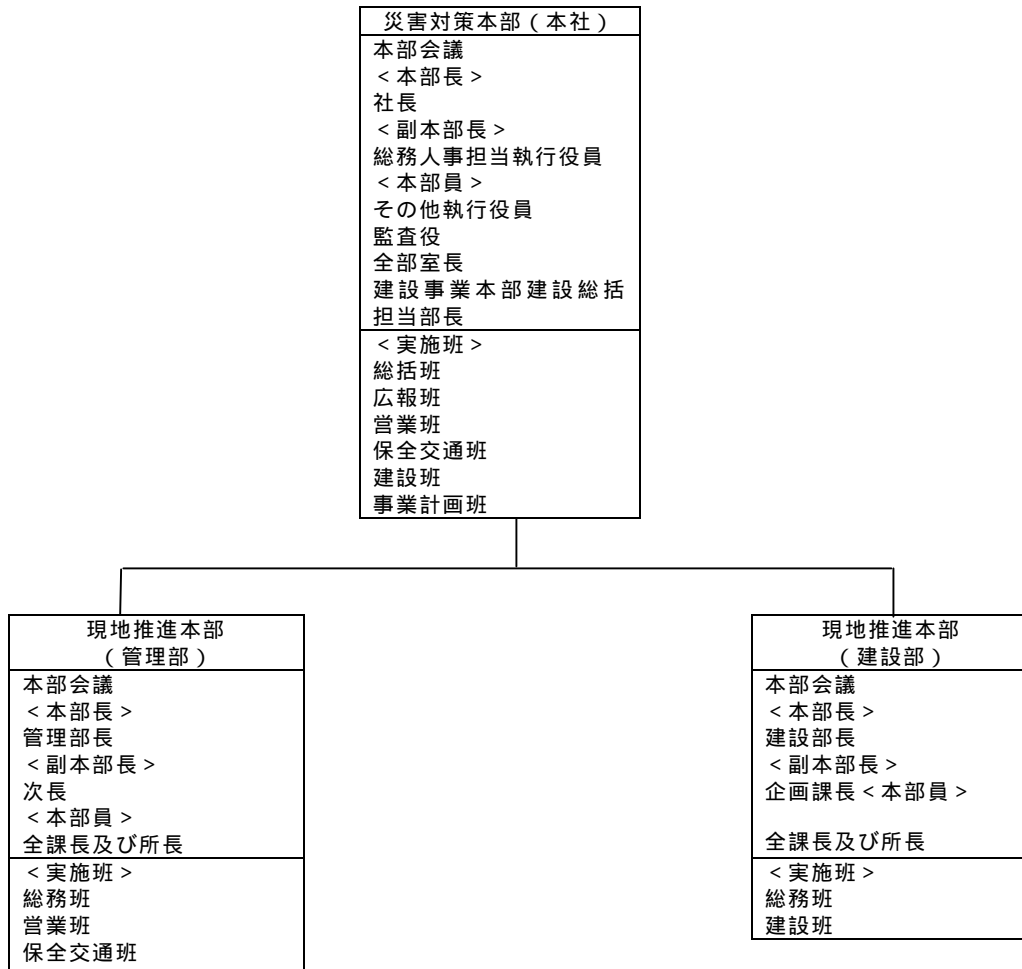 災害対策本部（本社）
本部会議
＜本部長＞
社長
＜副本部長＞
総務人事担当執行役員
＜本部員＞
その他執行役員
監査役
全部室長
建設事業本部建設総括
担当部長
＜実施班＞
総括班
広報班
営業班
保全交通班
建設班
事業計画班
現地推進本部
（管理部）
本部会議
＜本部長＞
管理部長
＜副本部長＞
次長
＜本部員＞
全課長及び所長
＜実施班＞
総務班
営業班
保全交通班
現地推進本部
（建設部）
本部会議
＜本部長＞
建設部長
＜副本部長＞
企画課長＜本部員＞
全課長及び所長
＜実施班＞
総務班
建設班